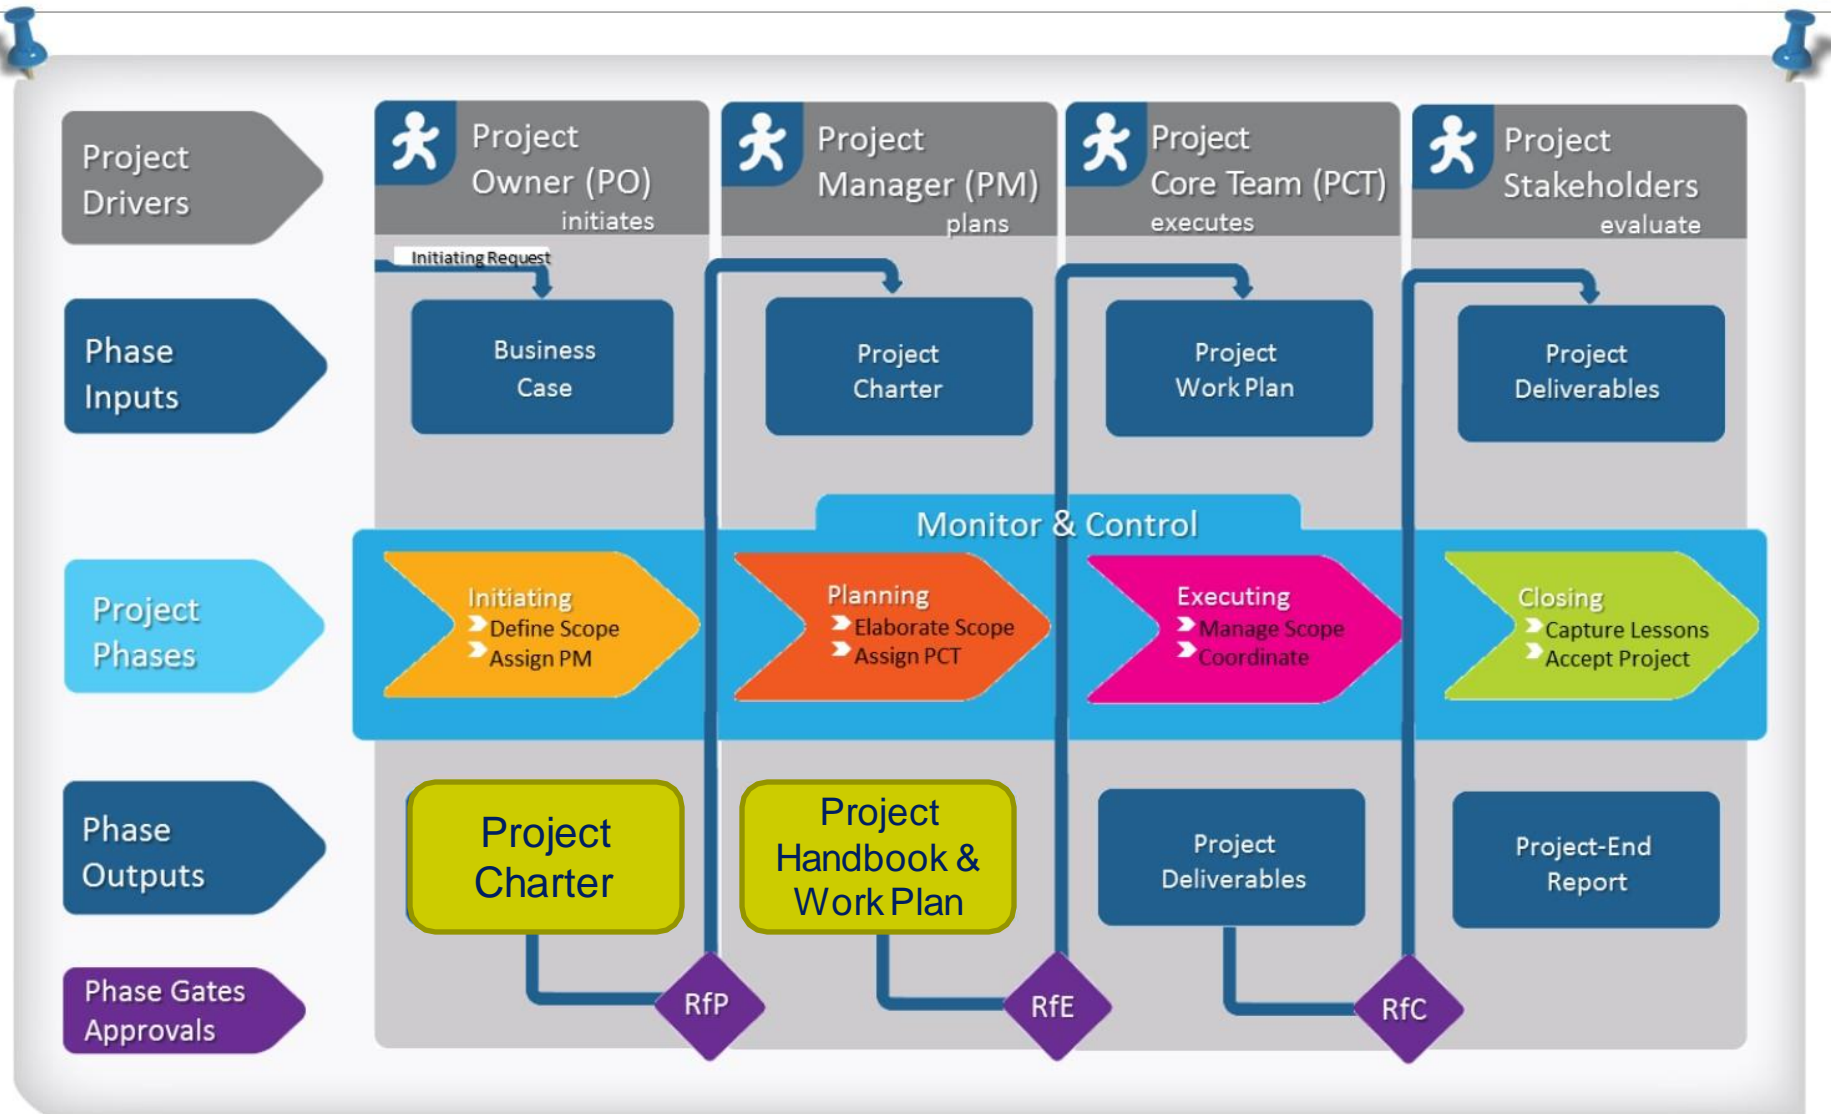 Project
Drivers
Project
Owner (PO)
initiates
Project
Manager (PM)
plans
Project
Core Team (PCT)
executes
Project
Stakeholders
evaluate
Initiating Request
Phase
Inputs
Business
Case
Project
Charter
Project
Work Plan
Project
Deliverables
Monitor & Control
Project
Phases
Initiating
Define Scope
Assign PM
Planning
Elaborate Scope
Assign PCT
Executing
Manage Scope
Coordinate
Closing
Capture Lessons
Accept Project
Phase
Outputs
Project
Charter
Project
Handbook &
Work Plan
Project
Deliverables
Project-End
Report
Phase Gates
Approvals
RfP
RfE
RfC